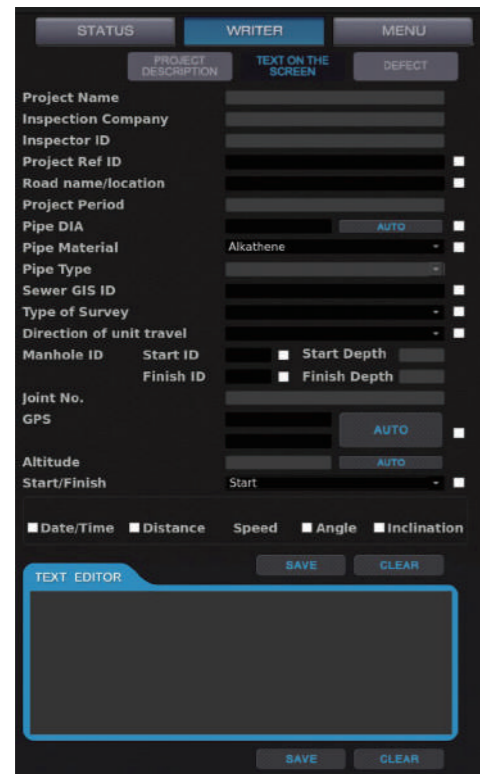 STATUS WRITER MENU
PROJECT DESCRIPTION TEXT ON THE SCREEN DEFECT
Project Name
Inspection Company
Inspector ID
Project Ref ID
Road name/location
Project Period
Pipe DIA AUTO
Pipe Material Alkathene
Pipe Type
Sewer GIS ID
Type of Survey
Direction of unit travel
Manhole ID Start ID Start Depth
Finish ID Finish Depth
Joint No.
GPS AUTO
Altitude AUTO
Start/Finish Start
Date/Time Distance Speed Angle Inclination
SAVE CLEAR
TEXT EDITOR
SAVE CLEAR